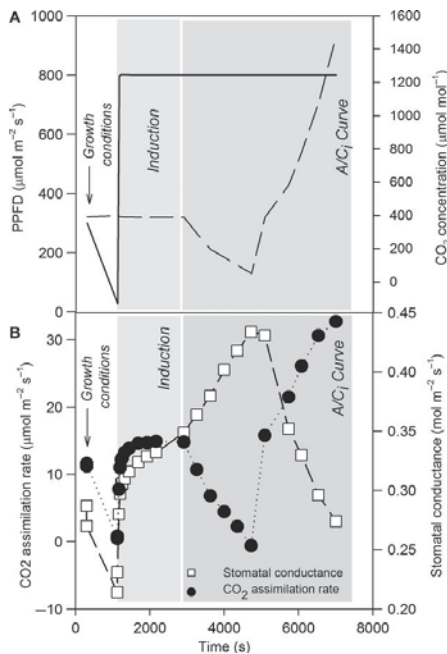 A
1000
800
600
400
200
0
PPFD (μmol m⁻² s⁻¹)
Growth
conditions
Induction
A/Cᵢ Curve
1600
1400
1200
1000
800
600
400
200
0
CO₂ concentration (μmol mol⁻¹)
B
30
20
10
0
−10
CO2 assimilation rate (μmol m⁻² s⁻¹)
Growth
conditions
Induction
A/Cᵢ Curve
0.45
0.40
0.35
0.30
0.25
0.20
Stomatal conductance (mol m⁻² s⁻¹)
Stomatal conductance
CO₂ assimilation rate
0
2000
4000
6000
8000
Time (s)